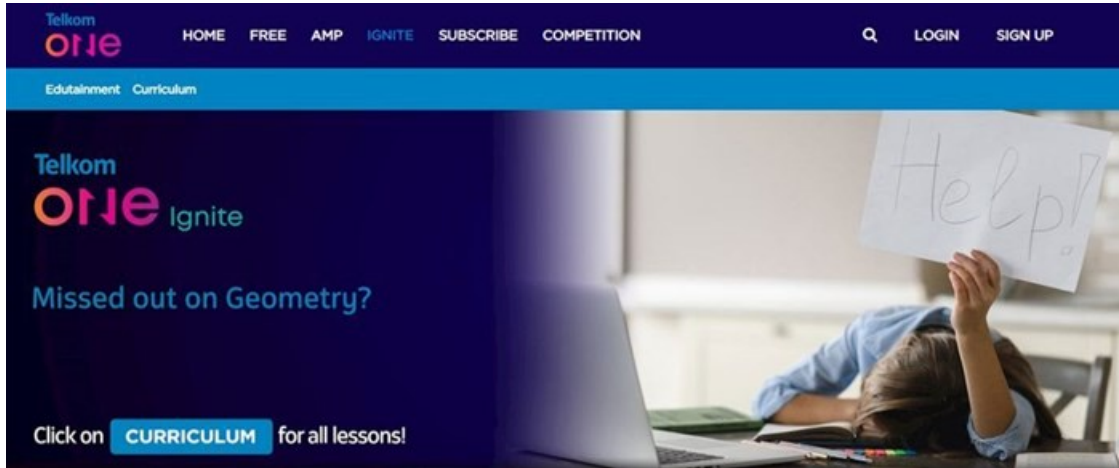 Telkom
one
HOME FREE AMP IGNITE SUBSCRIBE COMPETITION LOGIN SIGN UP
Edutainment Curriculum
Telkom
one Ignite
Help!
Missed out on Geometry?
Click on CURRICULUM for all lessons!